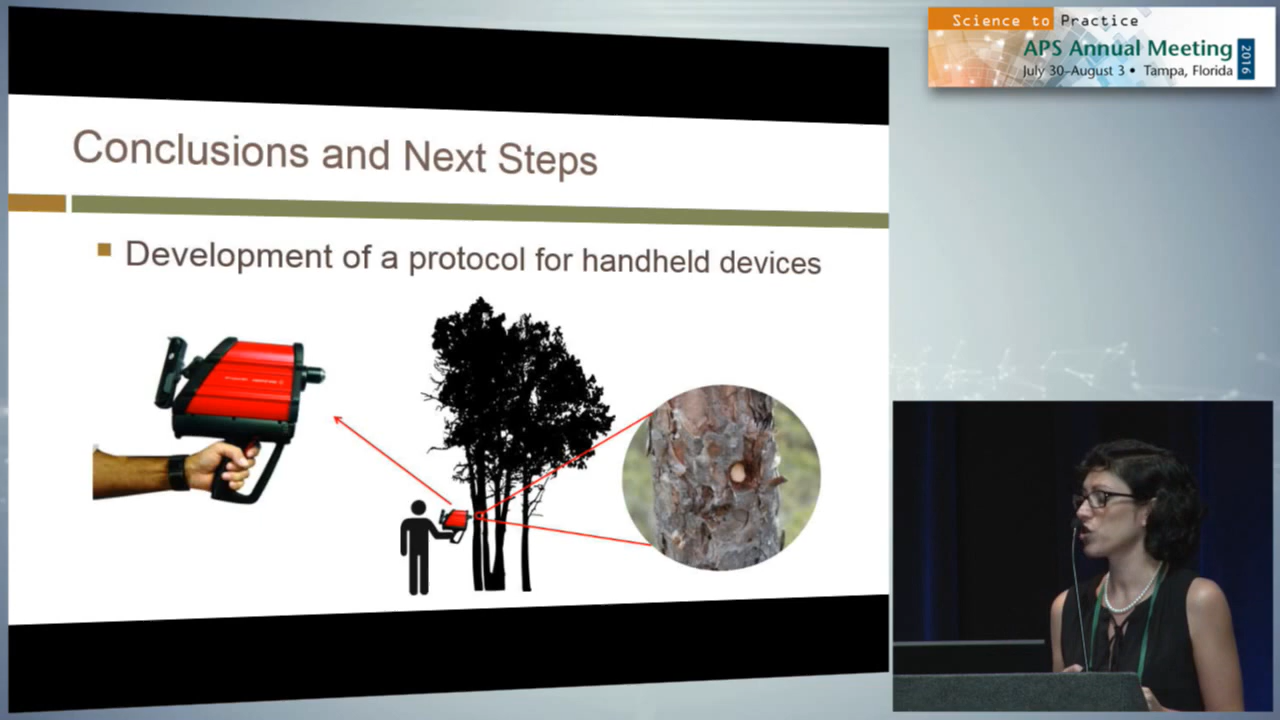 Science to Practice
APS Annual Meeting
2016
July 30–August 3 • Tampa, Florida
Conclusions and Next Steps
Development of a protocol for handheld devices